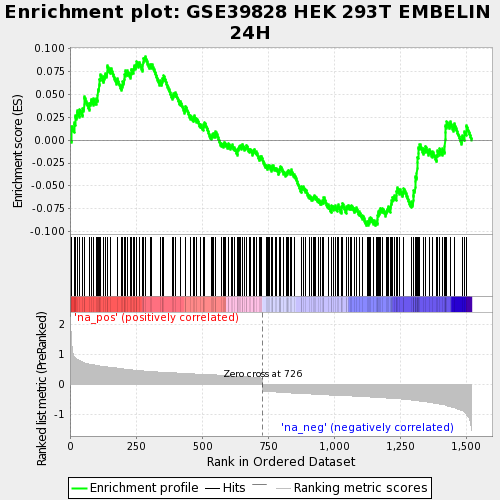 Enrichment plot: GSE39828 HEK 293T EMBELIN
24H
Enrichment score (ES)
0.100
0.075
0.050
0.025
0.000
-0.025
-0.050
-0.075
-0.100
'na_pos' (positively correlated)
Ranked list metric (PreRanked)
2
1
0
-1
Zero cross at 726
'na_neg' (negatively correlated)
0
250
500
750
1,000
1,250
1,500
Rank in Ordered Dataset
Enrichment profile
Hits
Ranking metric scores